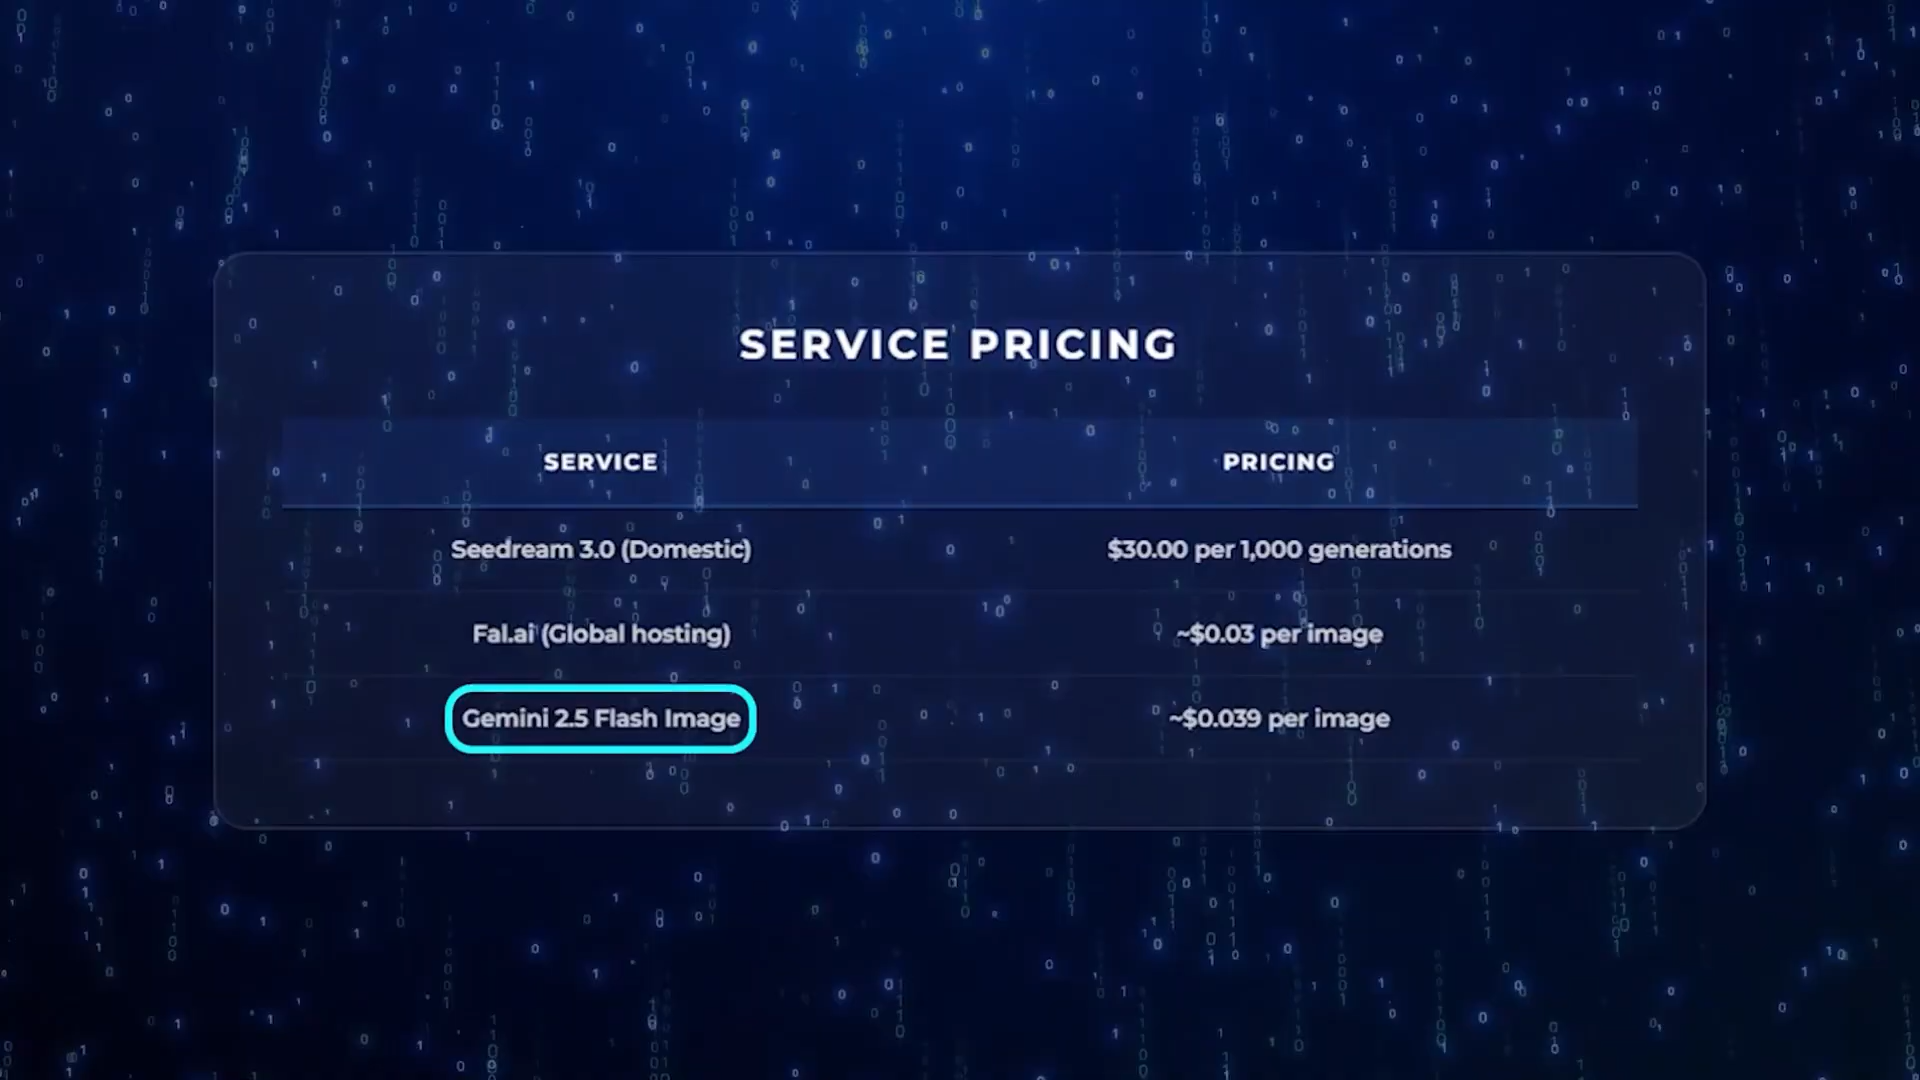 SERVICE PRICING
SERVICE PRICING
Seedream 3.0 (Domestic) $30.00 per 1,000 generations
Fal.ai (Global hosting) ~$0.03 per image
Gemini 2.5 Flash Image ~$0.039 per image